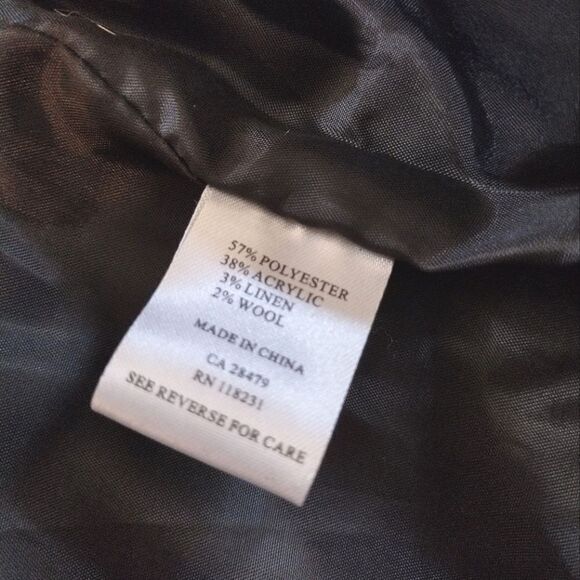 57% POLYESTER
38% ACRYLIC
3% LINEN
2% WOOL
MADE IN CHINA
CA 28479
RN 118231
SEE REVERSE FOR CARE